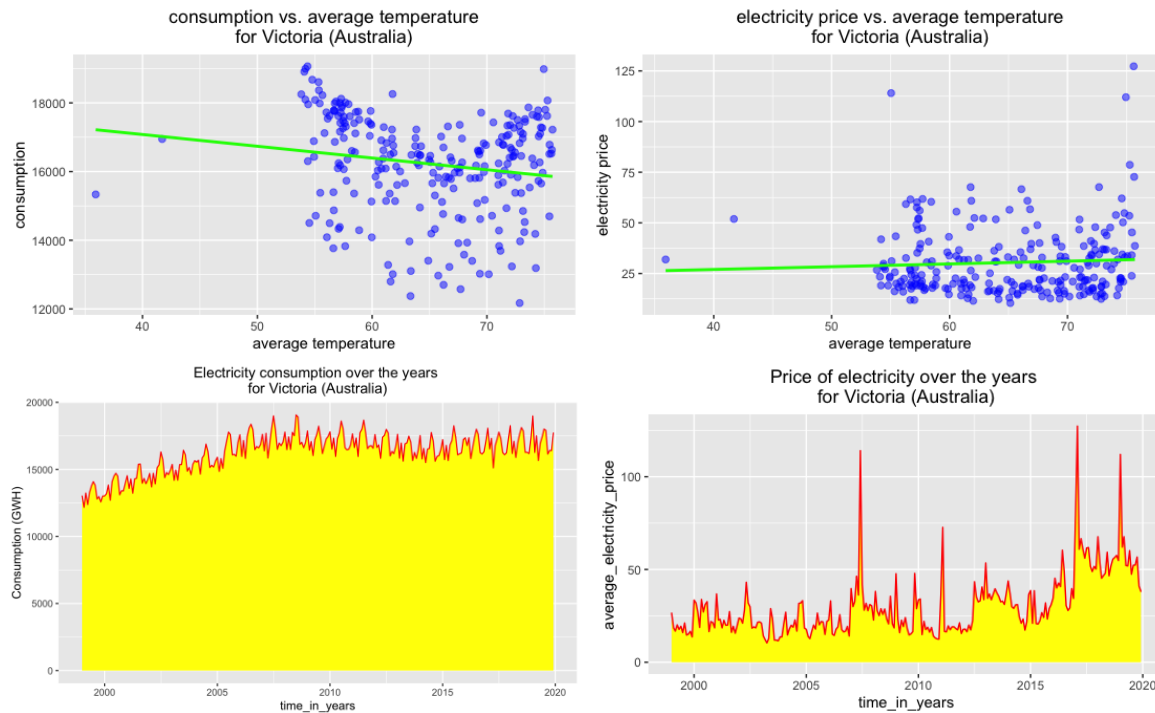 consumption vs. average temperature
for Victoria (Australia)
consumption
18000
16000
14000
12000
40
50
60
70
average temperature
electricity price vs. average temperature
for Victoria (Australia)
electricity price
125
100
75
50
25
40
50
60
70
average temperature
Electricity consumption over the years
for Victoria (Australia)
Consumption (GWH)
20000
15000
10000
5000
0
2000
2005
2010
2015
2020
time_in_years
Price of electricity over the years
for Victoria (Australia)
average_electricity_price
100
50
0
2000
2005
2010
2015
2020
time_in_years